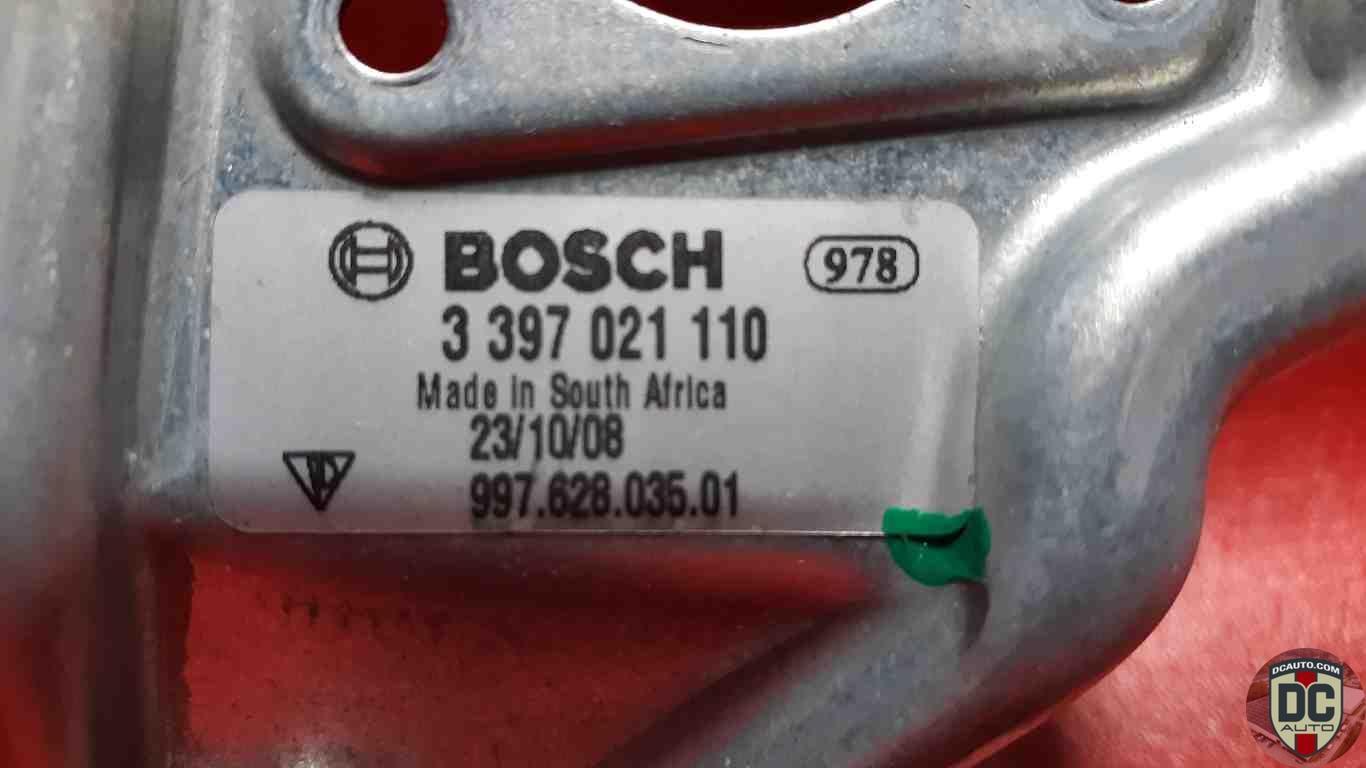 BOSCH
978
3 397 021 110
Made in South Africa
23/10/08
997.628.035.01
DCAUTO.COM
DC
AUTO